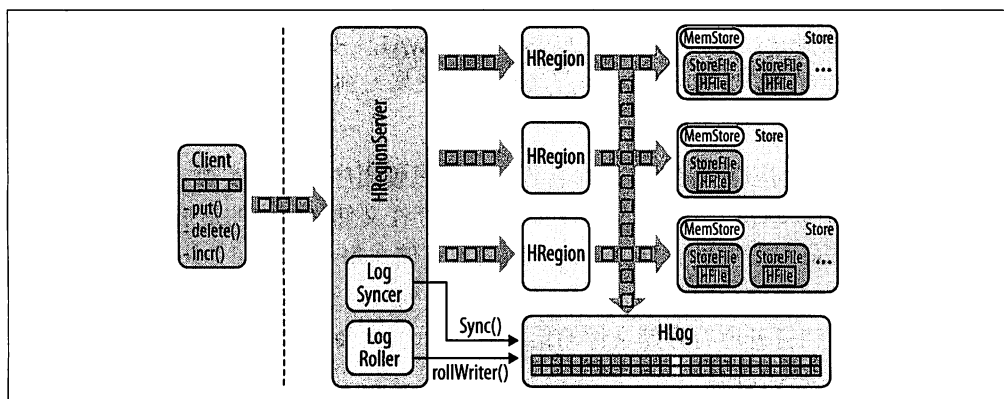 Client
- put()
- delete()
- incr()
HRegionServer
Log
Syncer
Log
Roller
HRegion
MemStore
Store
StoreFile
HFile
StoreFile
HFile
...
HRegion
MemStore
Store
StoreFile
HFile
HRegion
MemStore
Store
StoreFile
HFile
StoreFile
HFile
...
Sync()
rollWriter()
HLog